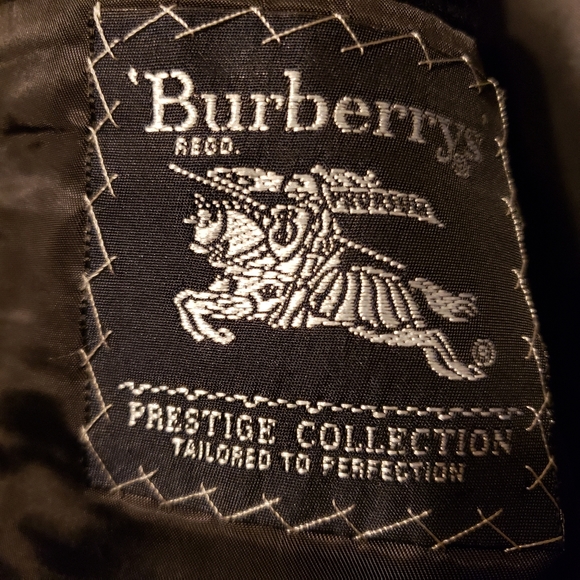 'Burberrys'
REGD.
PRORSUM
®
®
PRESTIGE COLLECTION
TAILORED TO PERFECTION